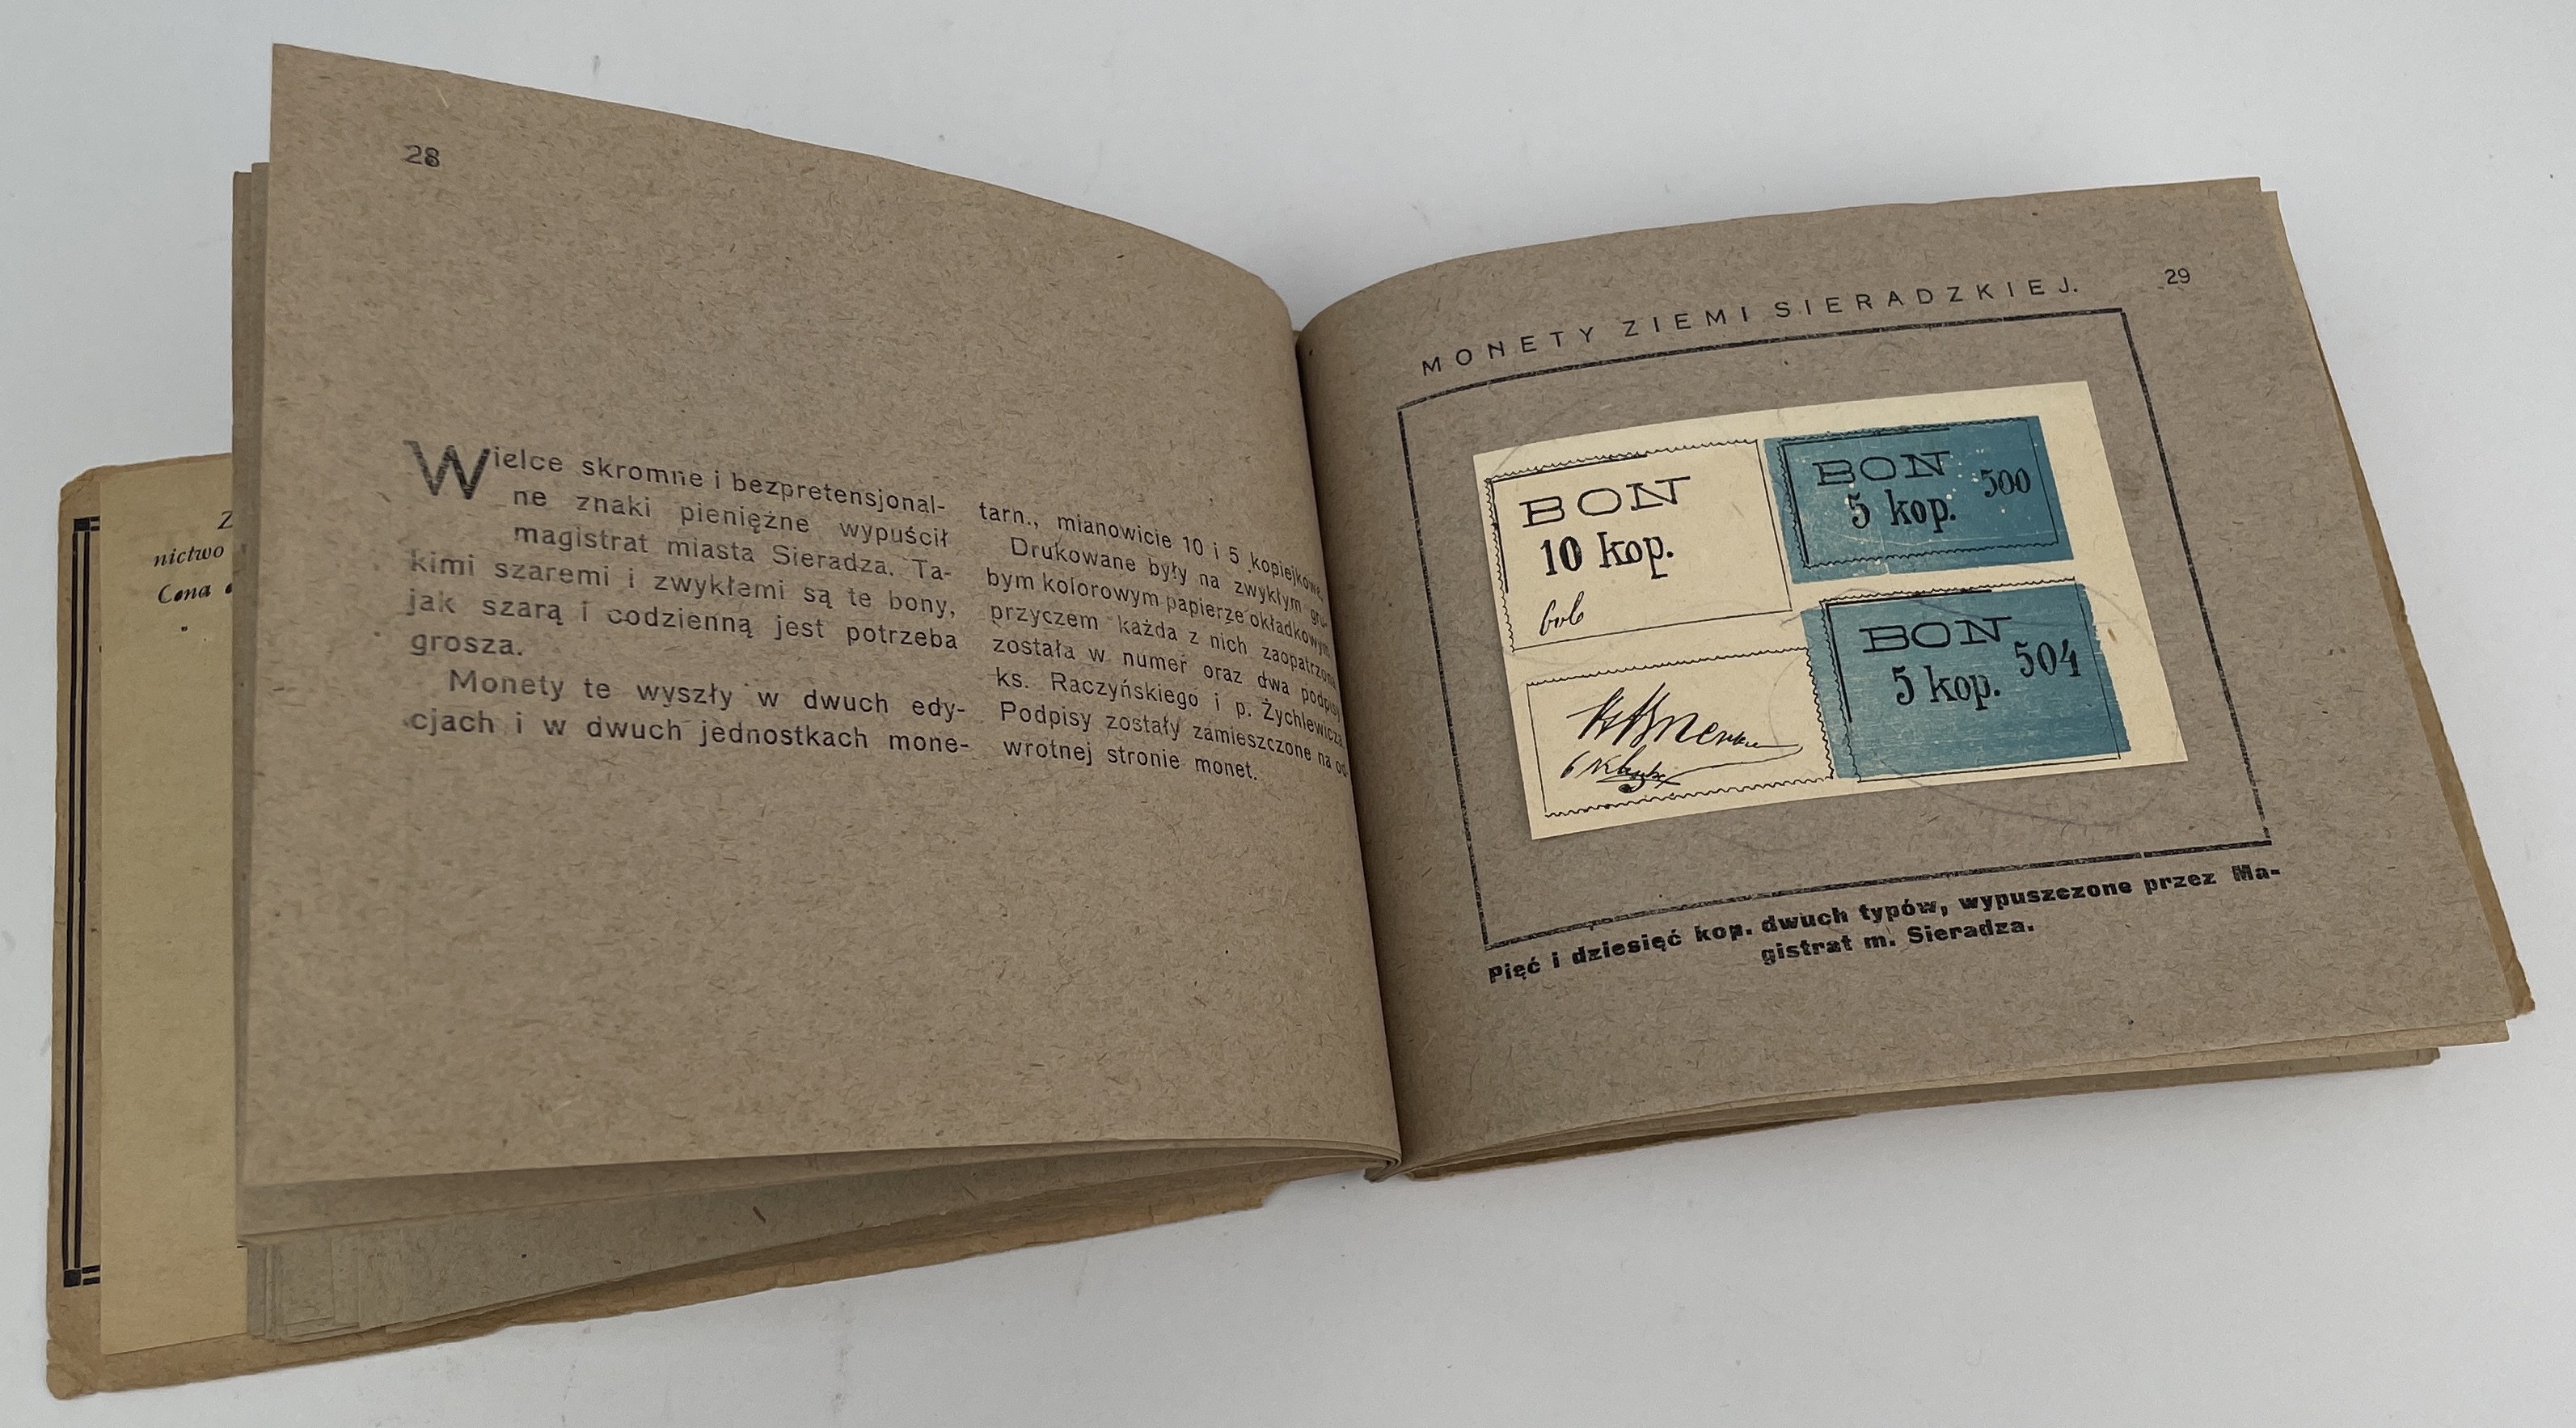 nictwo
Cena
28
Wielce skromne i bezpretensjonal-
ne znaki pieniężne wypuścił
magistrat miasta Sieradza. Ta-
kimi szaremi i zwykłemi są te bony,
jak szarą i codzienną jest potrzeba
grosza.
Monety te wyszły w dwuch edy-
cjach i w dwuch jednostkach mone-
tarn., mianowicie 10 i 5 kopiejkowe.
Drukowane były na zwykłym gru-
bym kolorowym papierze okładkowym,
przyczem każda z nich zaopatrzona
została w numer oraz dwa podpisy
ks. Raczyńskiego i p. Żychlewicza.
Podpisy zostały zamieszczone na od
wrotnej stronie monet.
MONETY ZIEMI SIERADZKIEJ. 29
BON
10 kop.
BON
5 kop. 500
BON
5 kop. 504
Pięć i dziesięć kop. dwuch typów, wypuszczone przez Ma-
gistrat m. Sieradza.